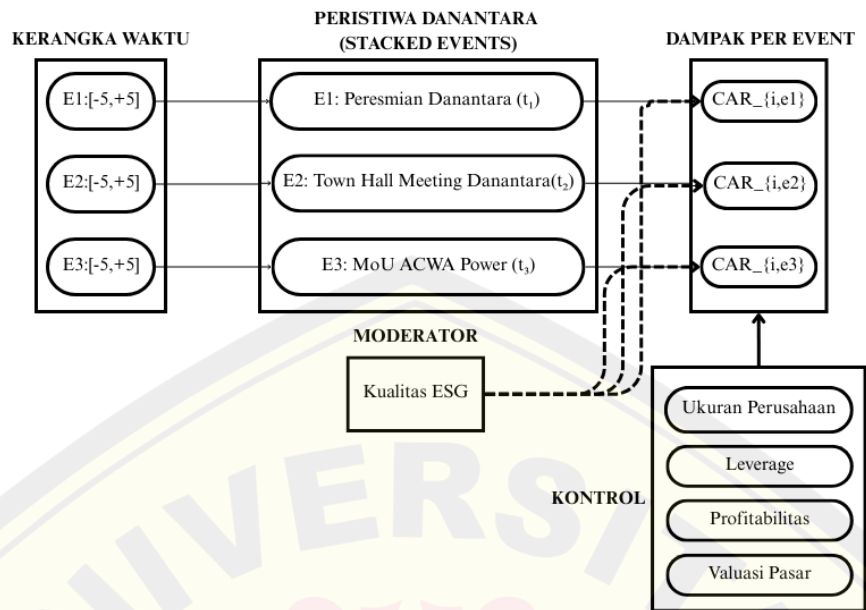 KERANGKA WAKTU
E1:[-5,+5]
E2:[-5,+5]
E3:[-5,+5]
PERISTIWA DANANTARA
(STACKED EVENTS)
E1: Peresmian Danantara (t₁)
E2: Town Hall Meeting Danantara(t₂)
E3: MoU ACWA Power (t₃)
DAMPAK PER EVENT
CAR_{i,e1}
CAR_{i,e2}
CAR_{i,e3}
MODERATOR
Kualitas ESG
KONTROL
Ukuran Perusahaan
Leverage
Profitabilitas
Valuasi Pasar
UNIVERSIT